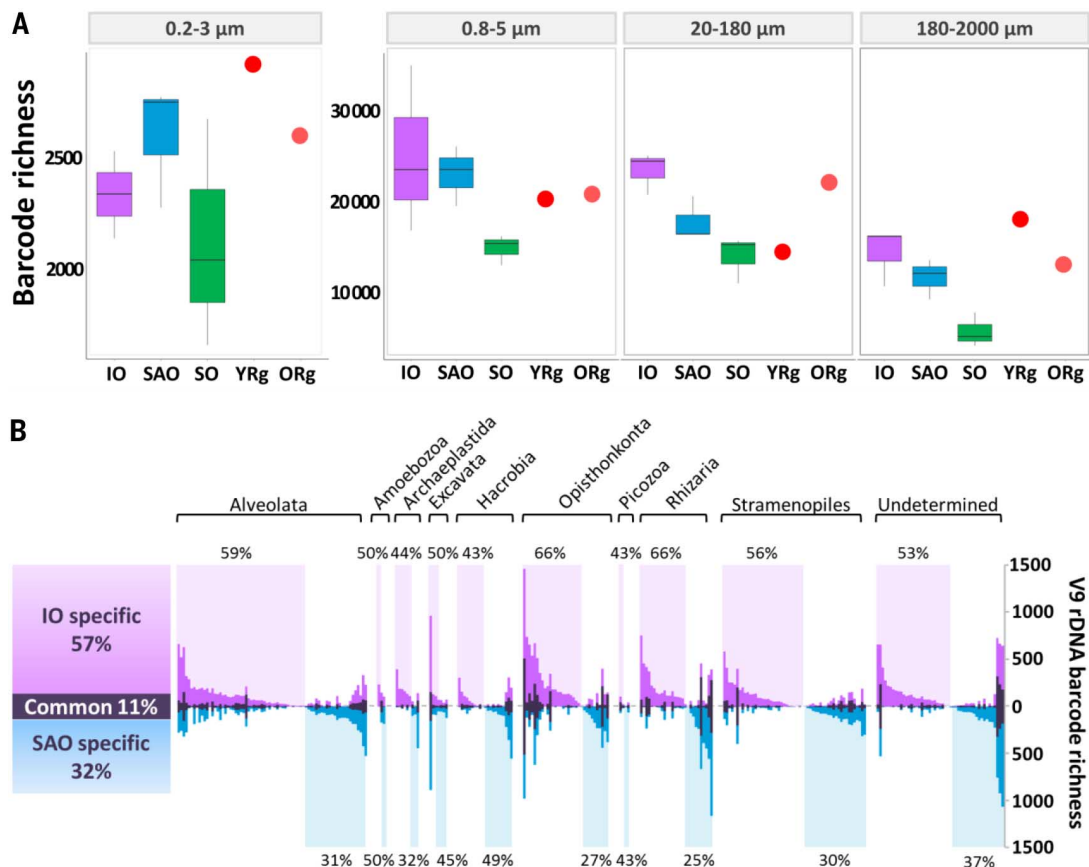 A
0.2-3 µm
0.8-5 µm
20-180 µm
180-2000 µm
Barcode richness
2500
2000
30000
20000
10000
IO SAO SO YRg ORg
IO SAO SO YRg ORg
IO SAO SO YRg ORg
IO SAO SO YRg ORg
B
Alveolata
Amoebozoa
Archaeplastida
Excavata
Hacrobia
Opisthonkonta
Picozoa
Rhizaria
Stramenopiles
Undetermined
59% 50% 44% 50% 43% 66% 43% 66% 56% 53%
IO specific
57%
Common 11%
SAO specific
32%
1500
1000
500
0
500
1000
1500
V9 rDNA barcode richness
31% 50% 32% 45% 49% 27% 43% 25% 30% 37%